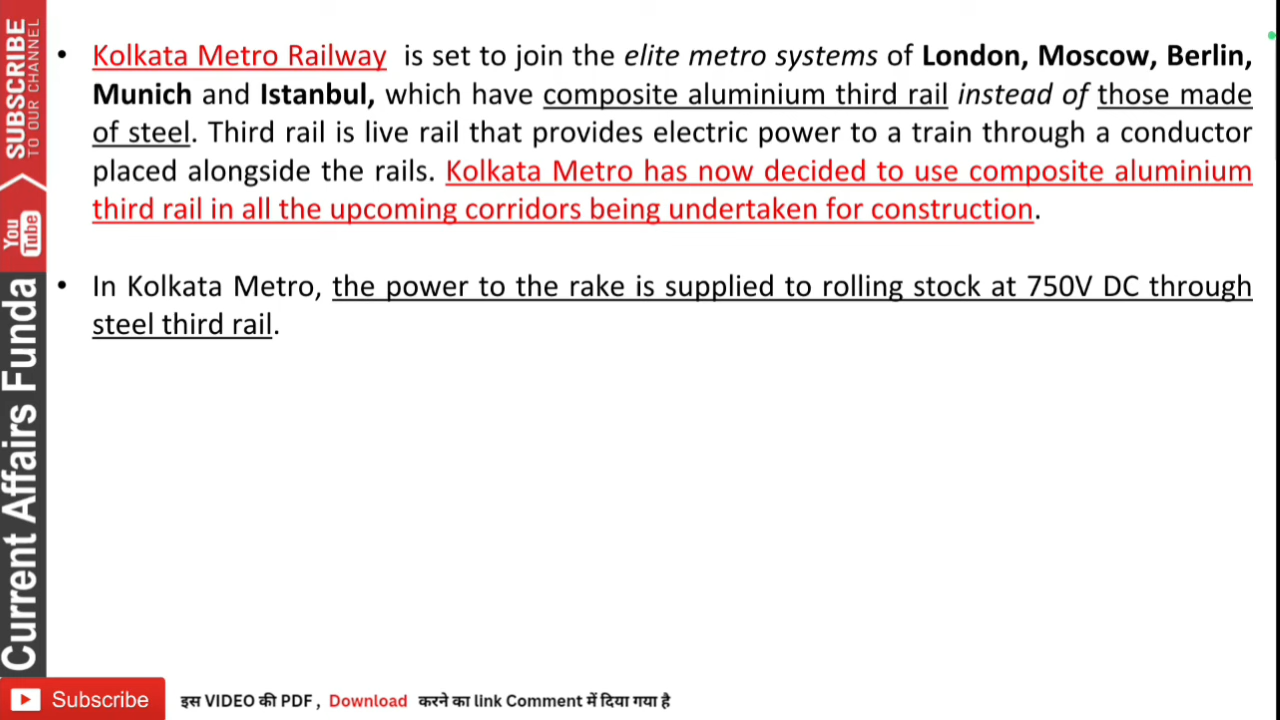 • Kolkata Metro Railway is set to join the elite metro systems of London, Moscow, Berlin,
Munich and Istanbul, which have composite aluminium third rail instead of those made
of steel. Third rail is live rail that provides electric power to a train through a conductor
placed alongside the rails. Kolkata Metro has now decided to use composite aluminium
third rail in all the upcoming corridors being undertaken for construction.
• In Kolkata Metro, the power to the rake is supplied to rolling stock at 750V DC through
steel third rail.
SUBSCRIBE
TO OUR CHANNEL
You
Tube
Current Affairs Funda
Subscribe
इस VIDEO की PDF , Download करने का link Comment में दिया गया है